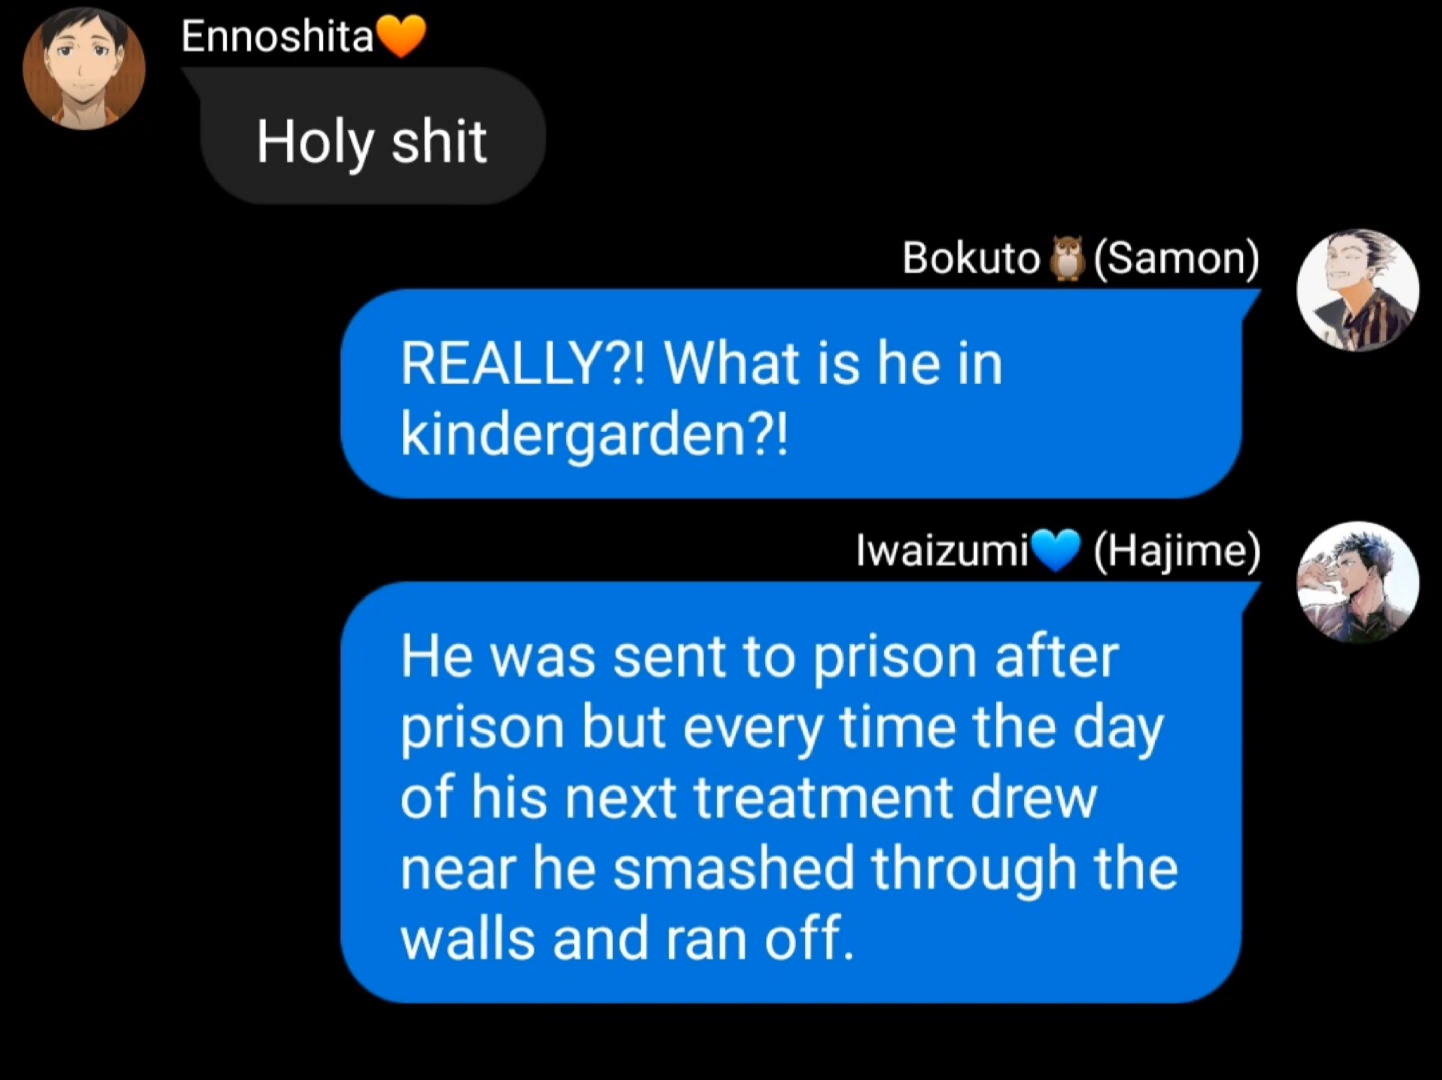 Ennoshita🧡
Holy shit
Bokuto🦉(Samon)
REALLY?! What is he in
kindergarden?!
Iwaizumi💙 (Hajime)
He was sent to prison after
prison but every time the day
of his next treatment drew
near he smashed through the
walls and ran off.